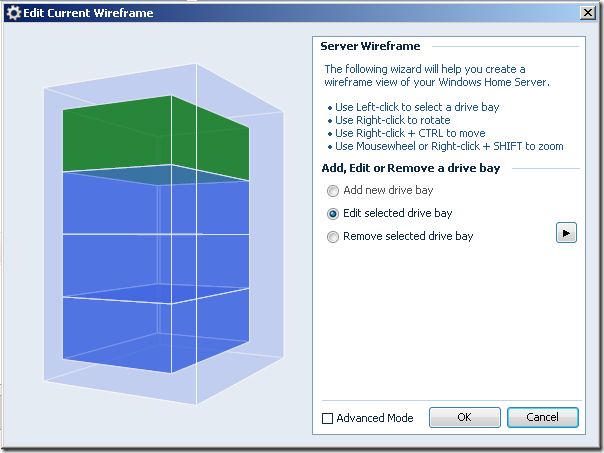 Edit Current Wireframe
Server Wireframe
The following wizard will help you create a
wireframe view of your Windows Home Server.
• Use Left-click to select a drive bay
• Use Right-click to rotate
• Use Right-click + CTRL to move
• Use Mousewheel or Right-click + SHIFT to zoom
Add, Edit or Remove a drive bay
Add new drive bay
Edit selected drive bay
Remove selected drive bay
Advanced Mode
OK
Cancel